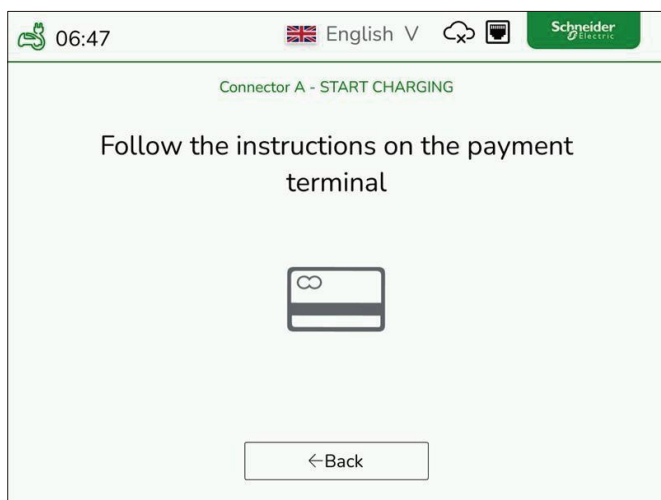 06:47
English V
Schneider
Electric
Connector A - START CHARGING
Follow the instructions on the payment
terminal
←Back